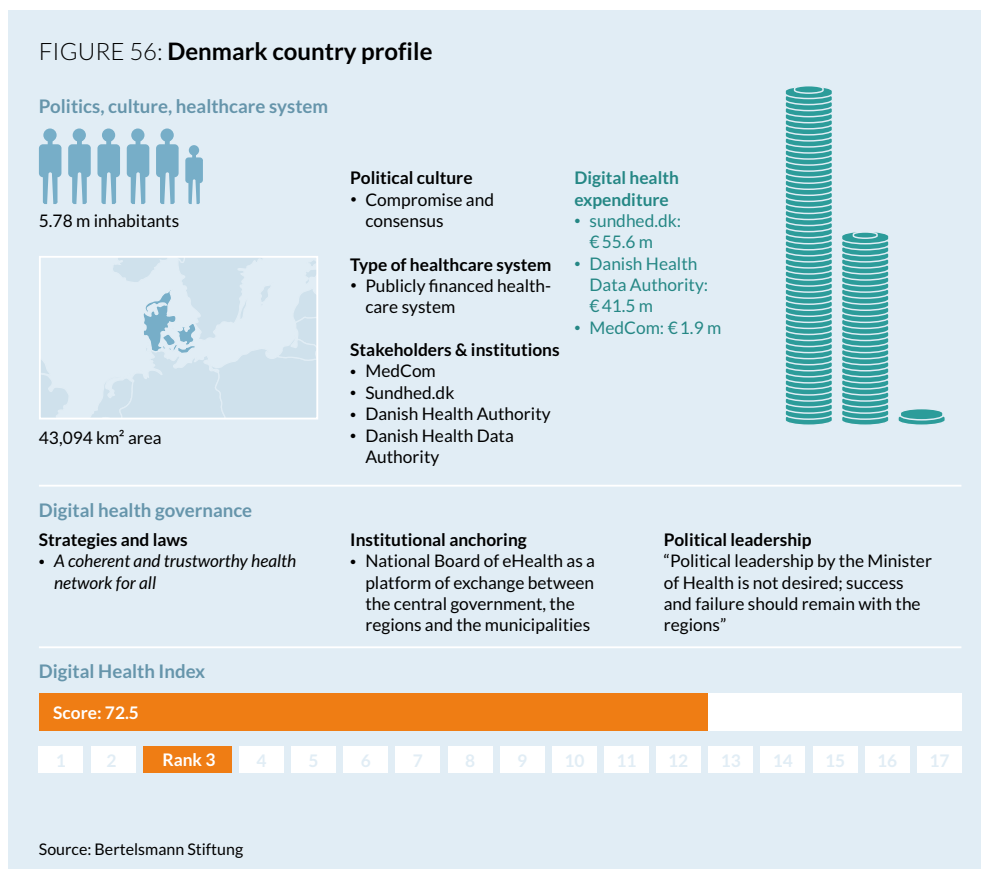 FIGURE 56: Denmark country profile
Politics, culture, healthcare system
5.78 m inhabitants
43,094 km² area
Political culture
• Compromise and
consensus
Type of healthcare system
• Publicly financed health-
care system
Stakeholders & institutions
• MedCom
• Sundhed.dk
• Danish Health Authority
• Danish Health Data
Authority
Digital health
expenditure
• sundhed.dk:
€ 55.6 m
• Danish Health
Data Authority:
€ 41.5 m
• MedCom: € 1.9 m
Digital health governance
Strategies and laws
• A coherent and trustworthy health
network for all
Institutional anchoring
• National Board of eHealth as a
platform of exchange between
the central government, the
regions and the municipalities
Political leadership
“Political leadership by the Minister
of Health is not desired; success
and failure should remain with the
regions”
Digital Health Index
Score: 72.5
1 2 Rank 3 4 5 6 7 8 9 10 11 12 13 14 15 16 17
Source: Bertelsmann Stiftung